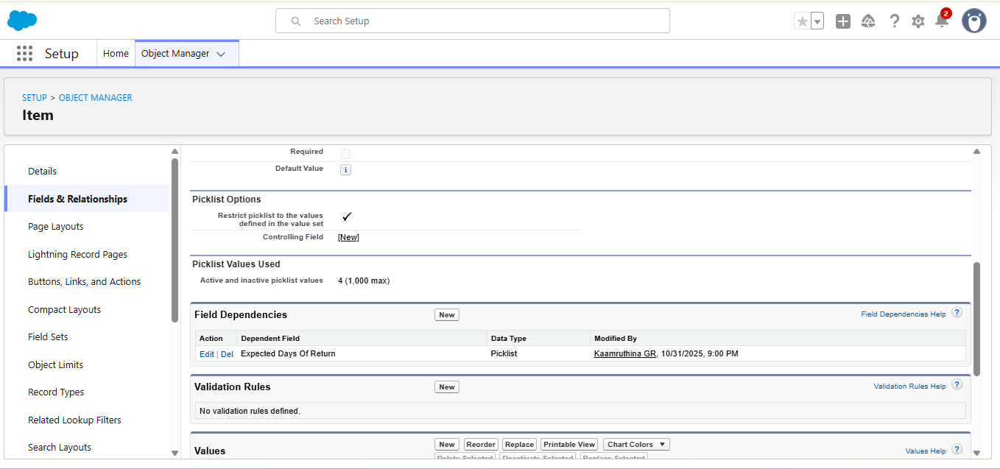 Search Setup
2
Setup
Home
Object Manager
SETUP > OBJECT MANAGER
Item
Details
Fields & Relationships
Page Layouts
Lightning Record Pages
Buttons, Links, and Actions
Compact Layouts
Field Sets
Object Limits
Record Types
Related Lookup Filters
Search Layouts
Required
Default Value i
Picklist Options
Restrict picklist to the values
defined in the value set
Controlling Field [New]
Picklist Values Used
Active and inactive picklist values 4 (1,000 max)
Field Dependencies New Field Dependencies Help ?
Action Dependent Field Data Type Modified By
Edit | Del Expected Days Of Return Picklist Kaamruthina GR, 10/31/2025, 9:00 PM
Validation Rules New Validation Rules Help ?
No validation rules defined.
Values New Reorder Replace Printable View Chart Colors ▼ Values Help ?
Delete Selected Deactivate Selected Replace Selected